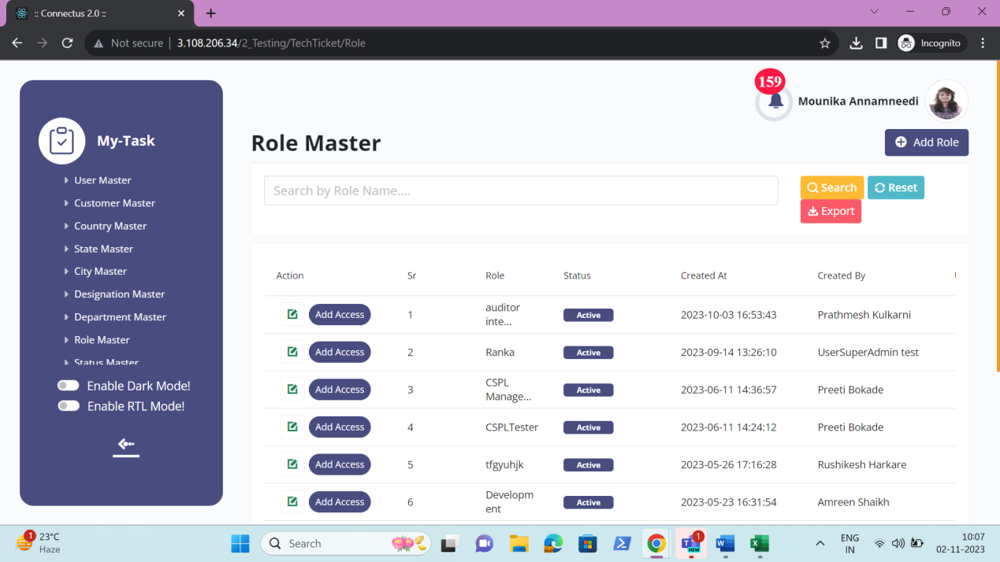 :: Connectus 2.0 ::
Not secure 3.108.206.34/2_Testing/TechTicket/Role
Incognito
159
Mounika Annamneedi
My-Task
Role Master
Add Role
User Master
Customer Master
Country Master
State Master
City Master
Designation Master
Department Master
Role Master
Status Master
Enable Dark Mode!
Enable RTL Mode!
Search by Role Name....
Search
Reset
Export
Action Sr Role Status Created At Created By
Add Access 1 auditor
inte... Active 2023-10-03 16:53:43 Prathmesh Kulkarni
Add Access 2 Ranka Active 2023-09-14 13:26:10 UserSuperAdmin test
Add Access 3 CSPL
Manage... Active 2023-06-11 14:36:57 Preeti Bokade
Add Access 4 CSPLTester Active 2023-06-11 14:24:12 Preeti Bokade
Add Access 5 tfgyuhjk Active 2023-05-26 17:16:28 Rushikesh Harkare
Add Access 6 Developm
ent Active 2023-05-23 16:31:54 Amreen Shaikh
1
23°C
Haze
Search
1
NEW
ENG
IN
10:07
02-11-2023